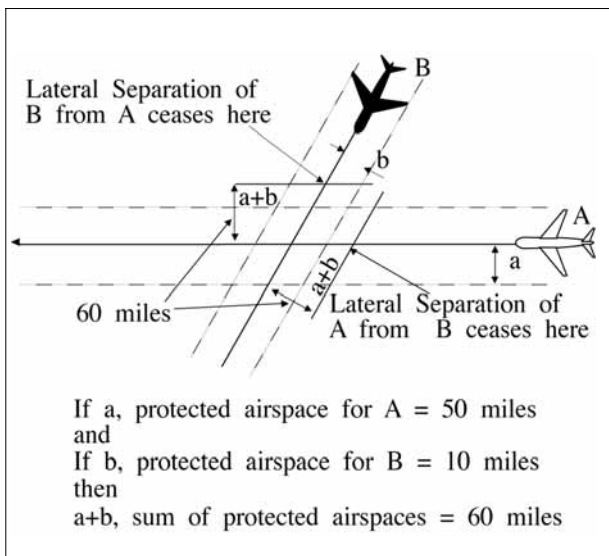 Lateral Separation of
B from A ceases here
B
b
a+b
A
a
a+b
60 miles
Lateral Separation of
A from B ceases here
If a, protected airspace for A = 50 miles
and
If b, protected airspace for B = 10 miles
then
a+b, sum of protected airspaces = 60 miles